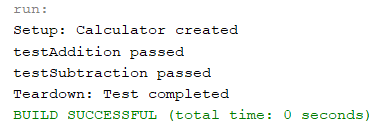 run:
Setup: Calculator created
testAddition passed
testSubtraction passed
Teardown: Test completed
BUILD SUCCESSFUL (total time: 0 seconds)